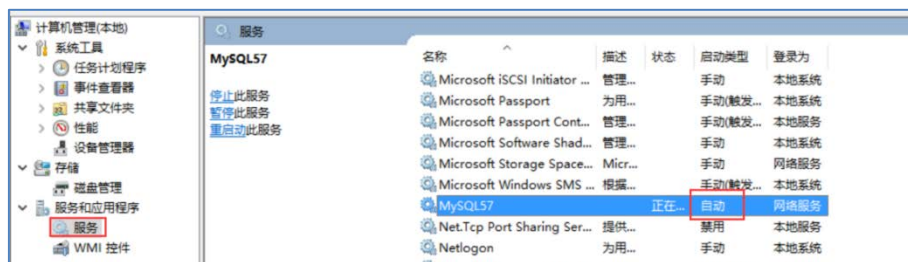 计算机管理(本地)
系统工具
任务计划程序
事件查看器
共享文件夹
性能
设备管理器
存储
磁盘管理
服务和应用程序
服务
WMI 控件
服务
MySQL57
停止此服务
暂停此服务
重启动此服务
名称 描述 状态 启动类型 登录为
Microsoft iSCSI Initiator ... 管理... 手动 本地系统
Microsoft Passport 为用... 手动(触发... 本地系统
Microsoft Passport Cont... 管理... 手动(触发... 本地服务
Microsoft Software Shad... 管理... 手动 本地系统
Microsoft Storage Space... Micr... 手动 网络服务
Microsoft Windows SMS ... 根据... 手动(触发... 本地系统
MySQL57 正在... 自动 网络服务
Net.Tcp Port Sharing Ser... 提供... 禁用 本地服务
Netlogon 为用... 手动 本地系统